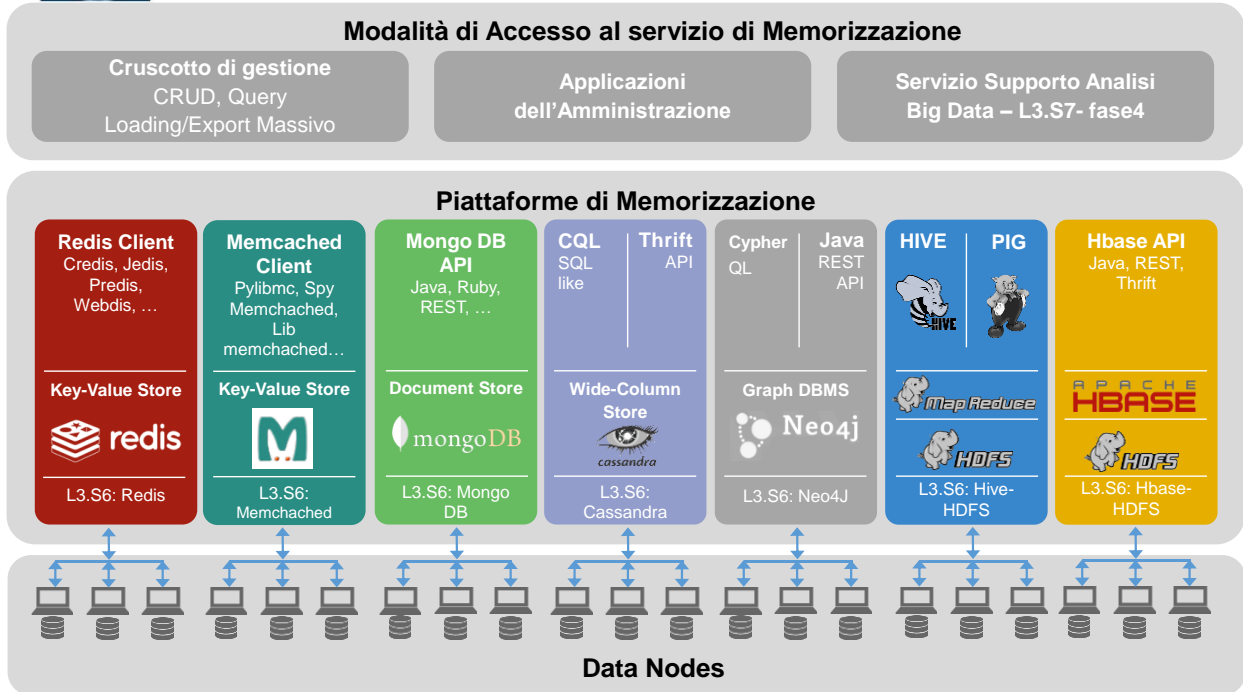 Modalità di Accesso al servizio di Memorizzazione
Cruscotto di gestione
CRUD, Query
Loading/Export Massivo
Applicazioni
dell'Amministrazione
Servizio Supporto Analisi
Big Data – L3.S7- fase4
Piattaforme di Memorizzazione
Redis Client
Credis, Jedis,
Predis,
Webdis, …
Key-Value Store
redis
L3.S6: Redis
Memcached
Client
Pylibmc, Spy
Memchached,
Lib
memchached…
Key-Value Store
L3.S6:
Memchached
Mongo DB
API
Java, Ruby,
REST, …
Document Store
mongoDB
L3.S6: Mongo
DB
CQL
SQL
like
Thrift
API
Wide-Column
Store
cassandra
L3.S6:
Cassandra
Cypher
QL
Java
REST
API
Graph DBMS
Neo4j
L3.S6: Neo4J
HIVE
HIVE
PIG
Map Reduce
HDFS
L3.S6: Hive-
HDFS
Hbase API
Java, REST,
Thrift
APACHE
HBASE
HDFS
L3.S6: Hbase-
HDFS
Data Nodes